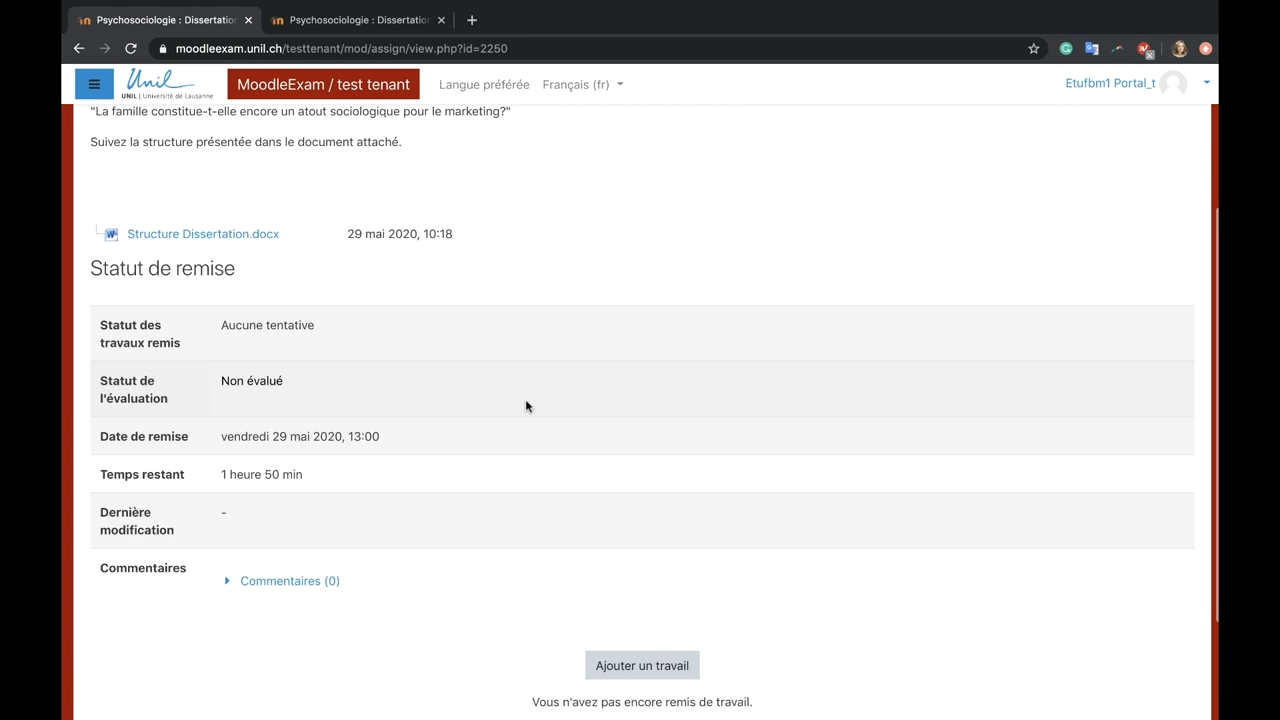 Psychosociologie : Dissertation
Psychosociologie : Dissertation
moodleexam.unil.ch/testtenant/mod/assign/view.php?id=2250
Unil
UNIL | Université de Lausanne
MoodleExam / test tenant
Langue préférée
Français (fr)
Etufbm1 Portal_t
"La famille constitue-t-elle encore un atout sociologique pour le marketing?"
Suivez la structure présentée dans le document attaché.
Structure Dissertation.docx 29 mai 2020, 10:18
Statut de remise
Statut des travaux remis Aucune tentative
Statut de l'évaluation Non évalué
Date de remise vendredi 29 mai 2020, 13:00
Temps restant 1 heure 50 min
Dernière modification -
Commentaires
Commentaires (0)
Ajouter un travail
Vous n'avez pas encore remis de travail.